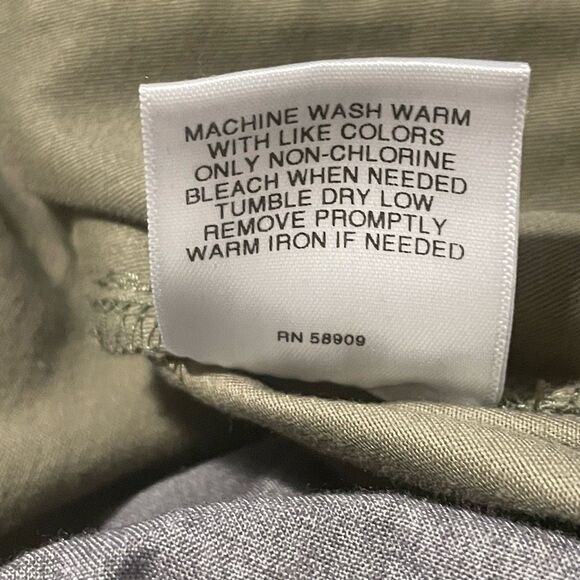 MACHINE WASH WARM
WITH LIKE COLORS
ONLY NON-CHLORINE
BLEACH WHEN NEEDED
TUMBLE DRY LOW
REMOVE PROMPTLY
WARM IRON IF NEEDED
RN 58909